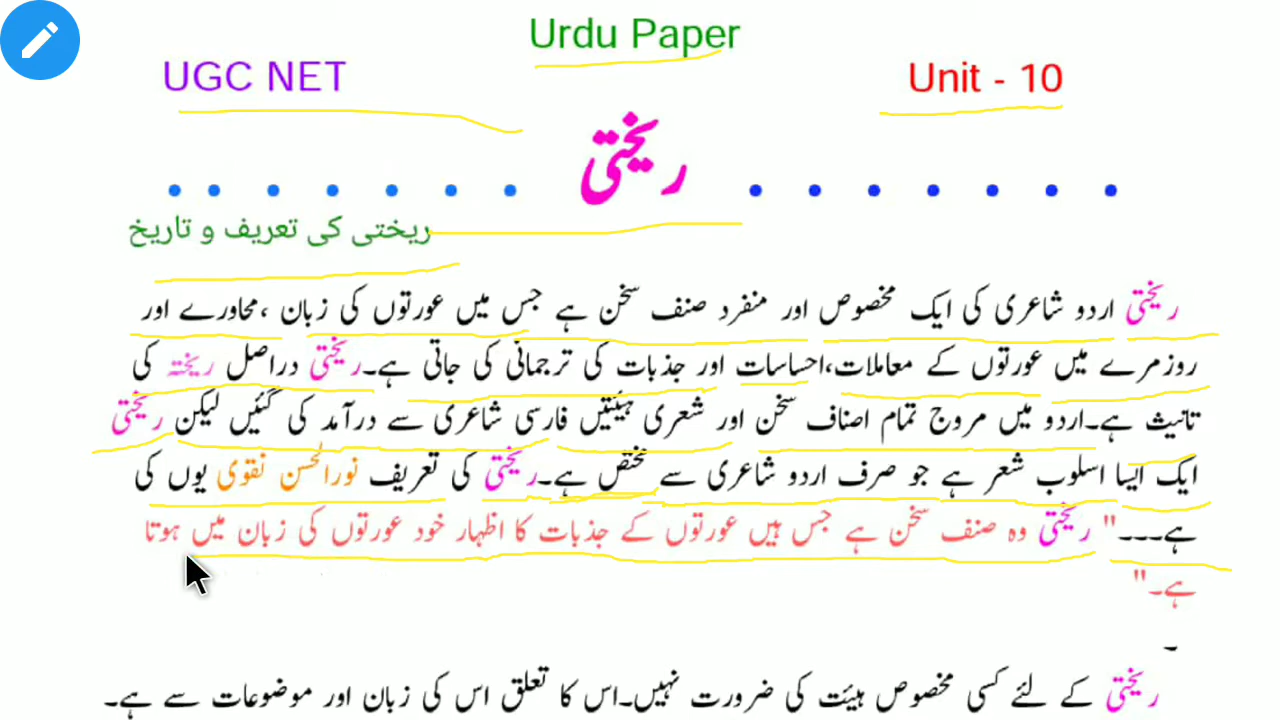 Urdu Paper
UGC NET
Unit - 10
ریختی
ریختی کی تعریف و تاریخ
ریختی اردو شاعری کی ایک مخصوص اور منفرد صنف سخن ہے جس میں عورتوں کی زبان ،محاورے اور
روزمرے میں عورتوں کے معاملات،احساسات اور جذبات کی ترجمانی کی جاتی ہے۔ریختی دراصل ریختہ کی
تانیث ہے۔اردو میں مروج تمام اصناف سخن اور شعری ہیئتیں فارسی شاعری سے درآمد کی گئیں لیکن ریختی
ایک ایسا اسلوب شعر ہے جو صرف اردو شاعری سے مختص ہے۔ریختی کی تعریف نورالحسن نقوی یوں کی
ہے۔۔۔" ریختی وہ صنف سخن ہے جس ہیں عورتوں کے جذبات کا اظہار خود عورتوں کی زبان میں ہوتا
ہے۔"
۔
ریختی کے لئے کسی مخصوص ہیئت کی ضرورت نہیں۔اس کا تعلق اس کی زبان اور موضوعات سے ہے۔